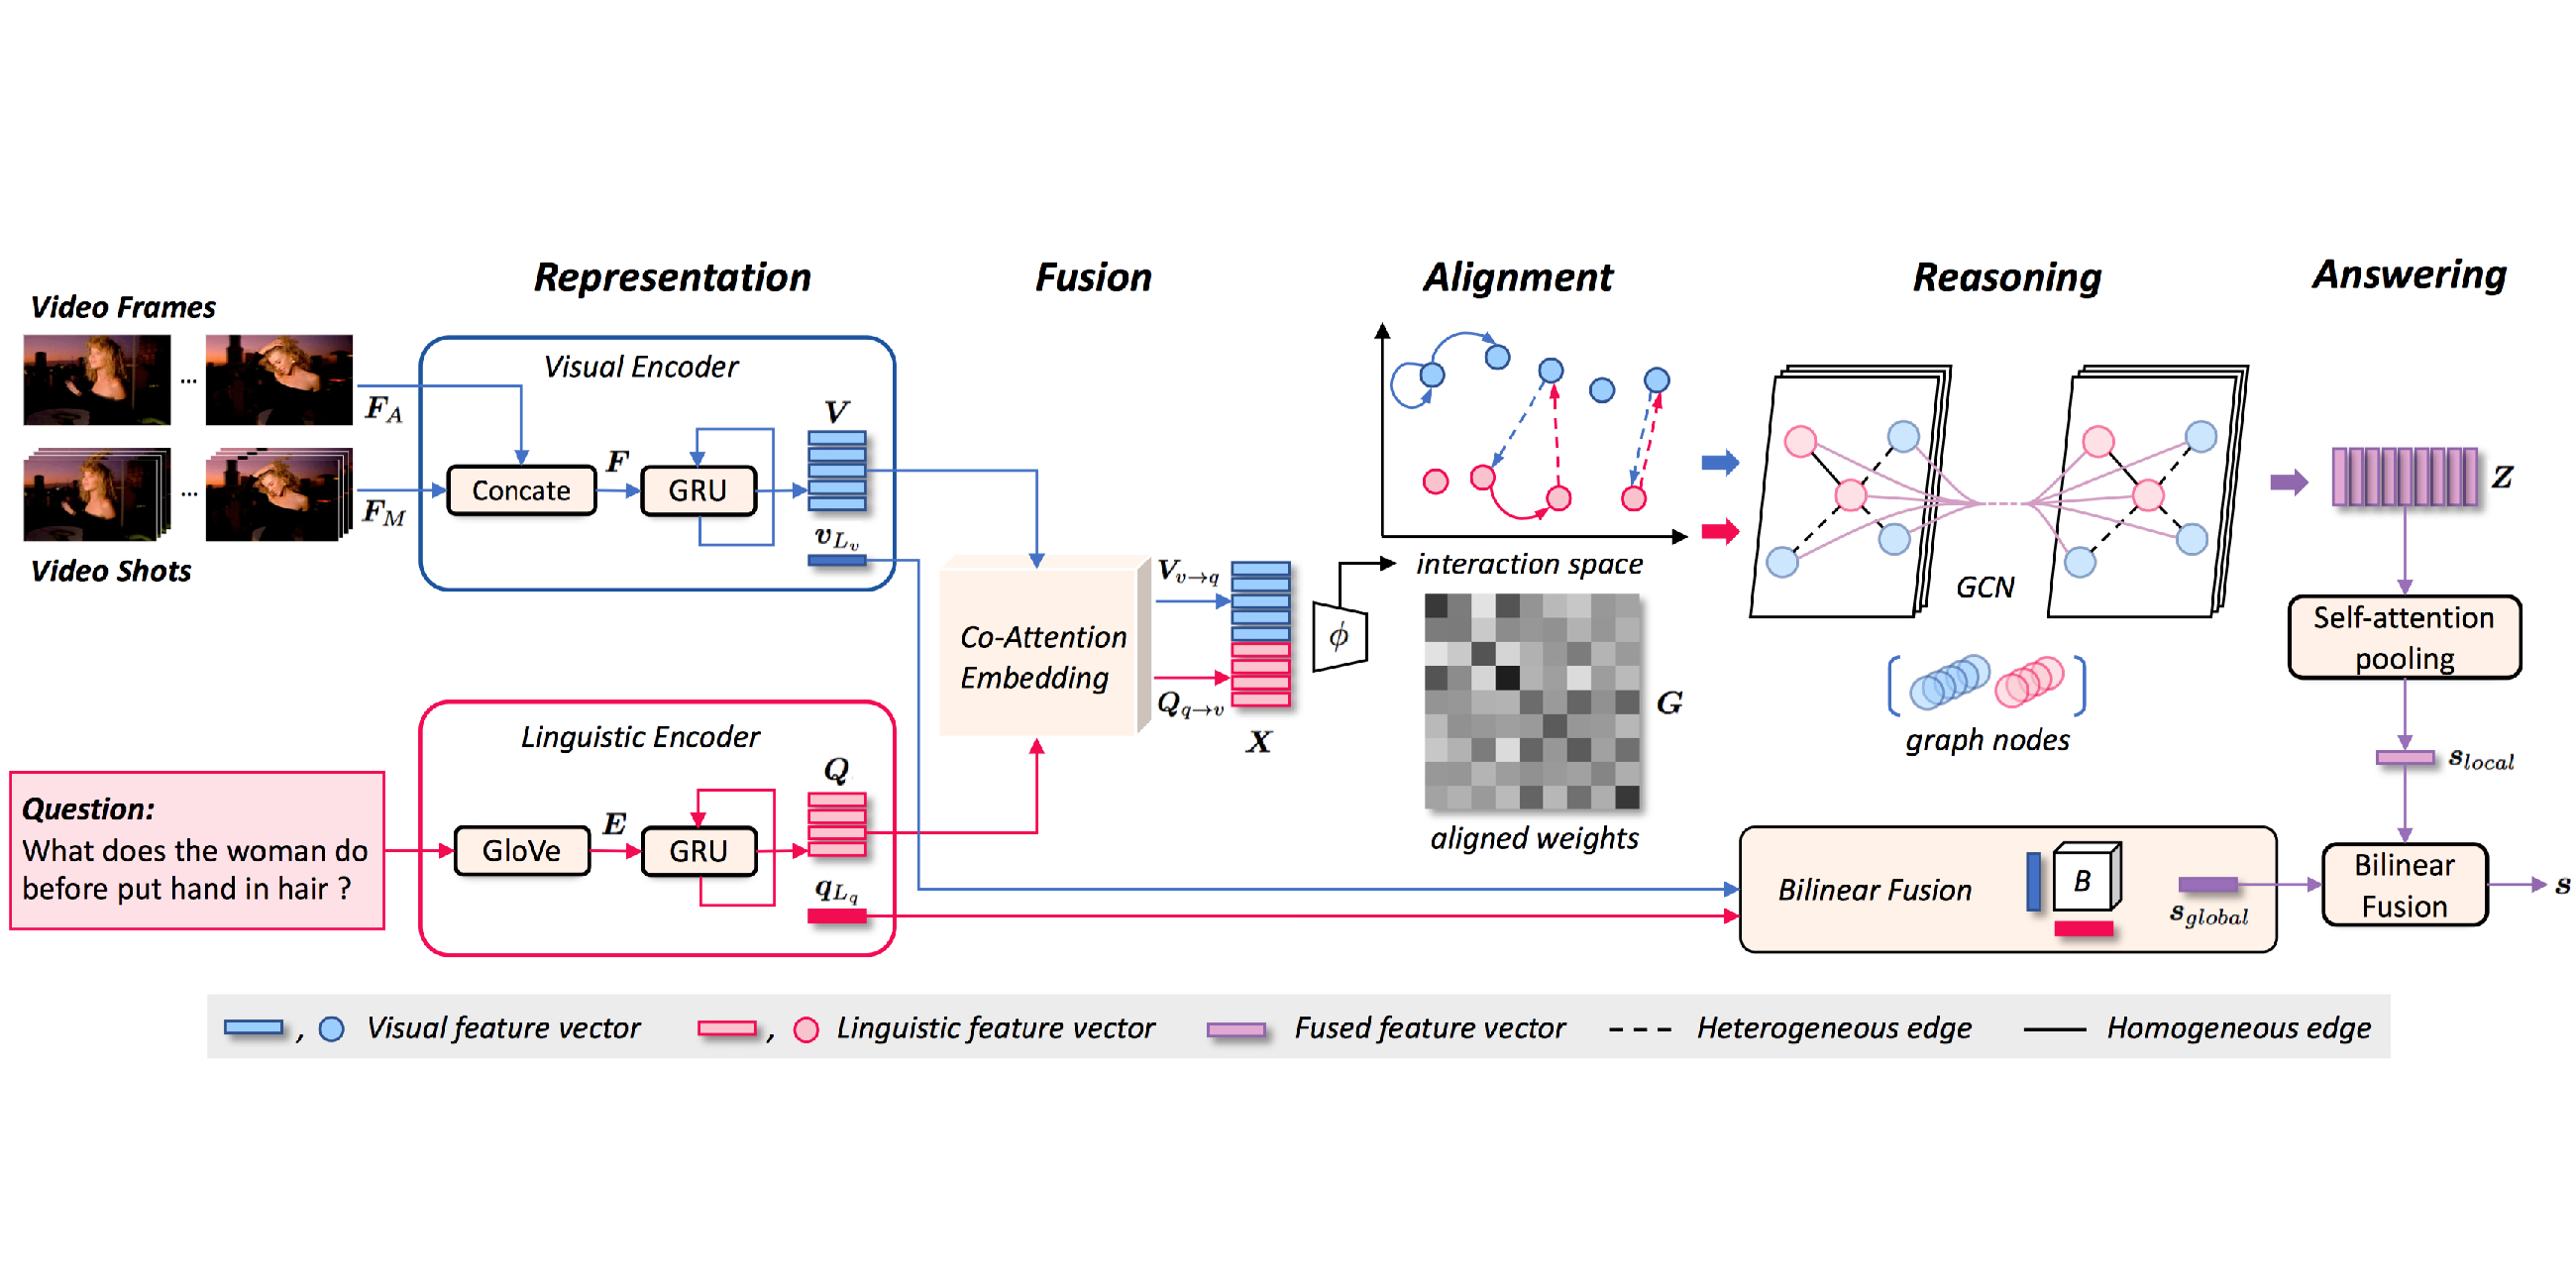 Representation
Fusion
Alignment
Reasoning
Answering
Video Frames
...
F_A
...
F_M
Video Shots
Visual Encoder
Concate
F
GRU
V
v_{L_v}
Question:
What does the woman do
before put hand in hair ?
Linguistic Encoder
GloVe
E
GRU
Q
q_{L_q}
Co-Attention
Embedding
V_{v→q}
Q_{q→v}
X
ϕ
interaction space
G
aligned weights
GCN
graph nodes
Bilinear Fusion
B
s_{global}
Z
Self-attention
pooling
s_{local}
Bilinear
Fusion
s
, Visual feature vector
, Linguistic feature vector
Fused feature vector
Heterogeneous edge
Homogeneous edge